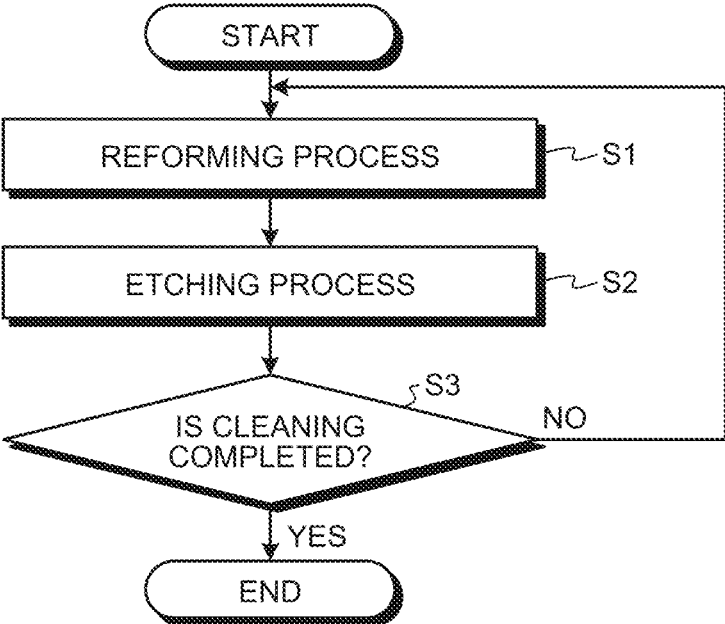 START
REFORMING PROCESS
S1
ETCHING PROCESS
S2
S3
IS CLEANING
COMPLETED?
NO
YES
END